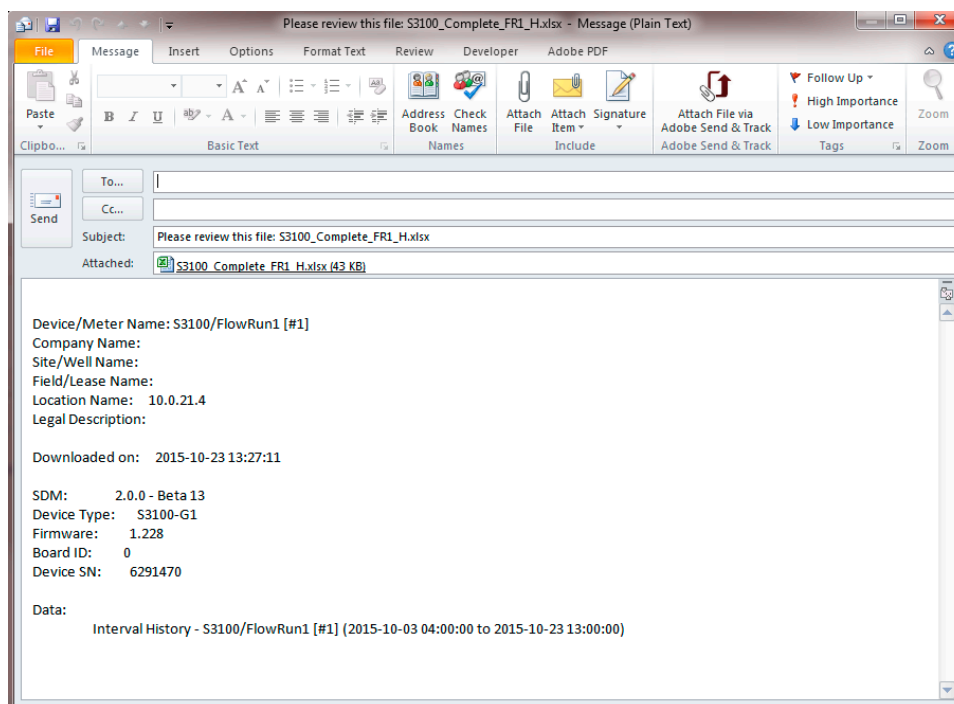 Please review this file: S3100_Complete_FR1_H.xlsx - Message (Plain Text)
File Message Insert Options Format Text Review Developer Adobe PDF
Paste
Clipbo...
B I U ab A
Basic Text
Address Book
Check Names
Names
Attach File
Attach Item
Signature
Include
Attach File via Adobe Send & Track
Adobe Send & Track
Follow Up
High Importance
Low Importance
Tags
Zoom
Zoom
Send
To...
Cc...
Subject: Please review this file: S3100_Complete_FR1_H.xlsx
Attached: S3100_Complete_FR1_H.xlsx (43 KB)
Device/Meter Name: S3100/FlowRun1 [#1]
Company Name:
Site/Well Name:
Field/Lease Name:
Location Name: 10.0.21.4
Legal Description:
Downloaded on: 2015-10-23 13:27:11
SDM: 2.0.0 - Beta 13
Device Type: S3100-G1
Firmware: 1.228
Board ID: 0
Device SN: 6291470
Data:
Interval History - S3100/FlowRun1 [#1] (2015-10-03 04:00:00 to 2015-10-23 13:00:00)